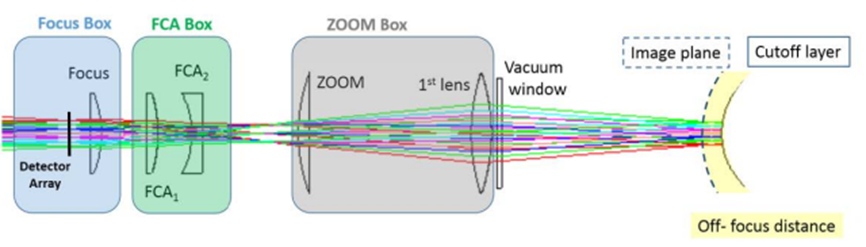 Focus Box
FCA Box
ZOOM Box
Focus
FCA2
ZOOM
1st lens
Vacuum
window
Image plane
Cutoff layer
Detector
Array
FCA1
Off- focus distance